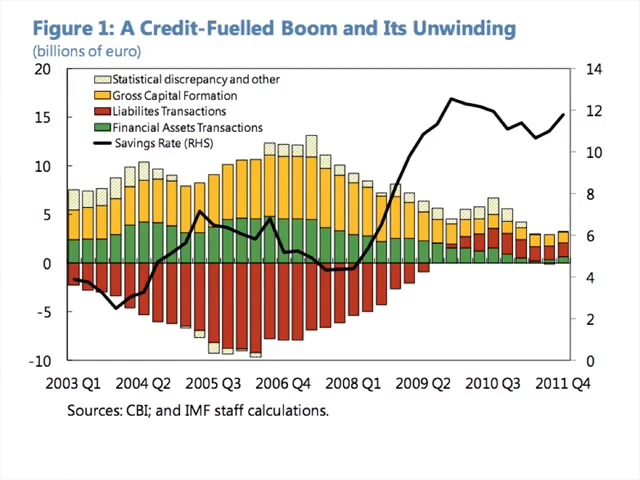 Figure 1: A Credit-Fuelled Boom and Its Unwinding
(billions of euro)
20
15
10
5
0
-5
-10
14
12
10
8
6
4
2
0
Statistical discrepancy and other
Gross Capital Formation
Liabilites Transactions
Financial Assets Transactions
Savings Rate (RHS)
2003 Q1 2004 Q2 2005 Q3 2006 Q4 2008 Q1 2009 Q2 2010 Q3 2011 Q4
Sources: CBI; and IMF staff calculations.